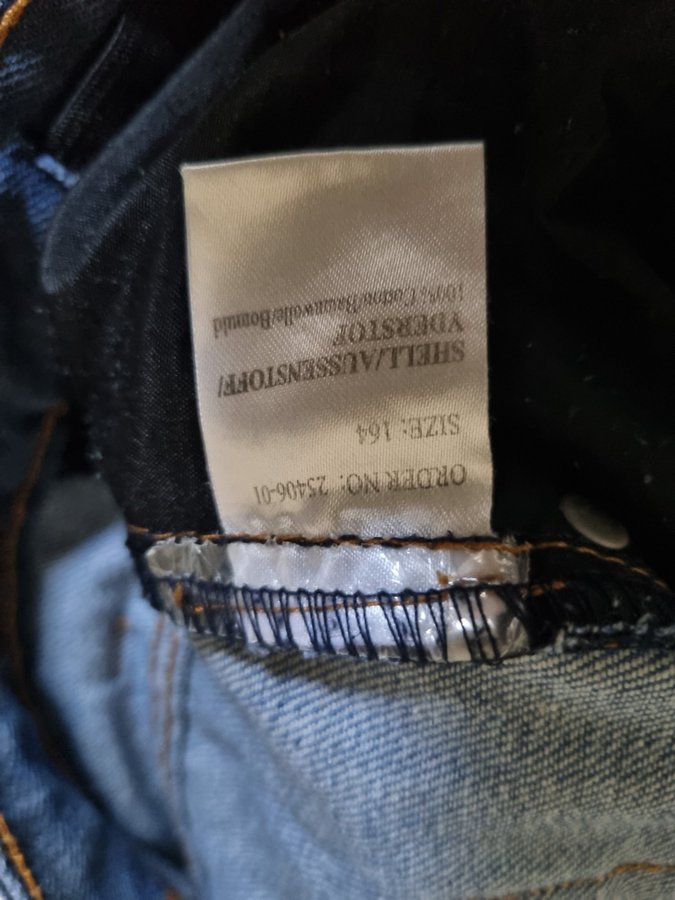 ORDER NO: 25406-01
SIZE: 164
SHELL/AUSSENSTOFF/
YDERSTOF
100% Cotton/Baumwolle/Bomuld